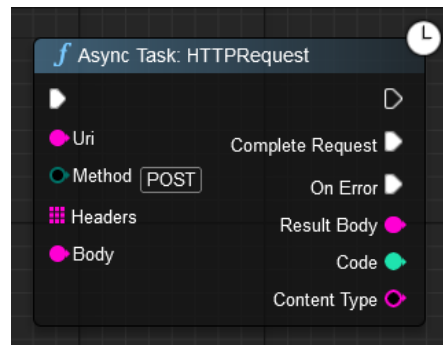 f Async Task: HTTPRequest
Uri
Complete Request
Method POST
On Error
Headers
Result Body
Body
Code
Content Type